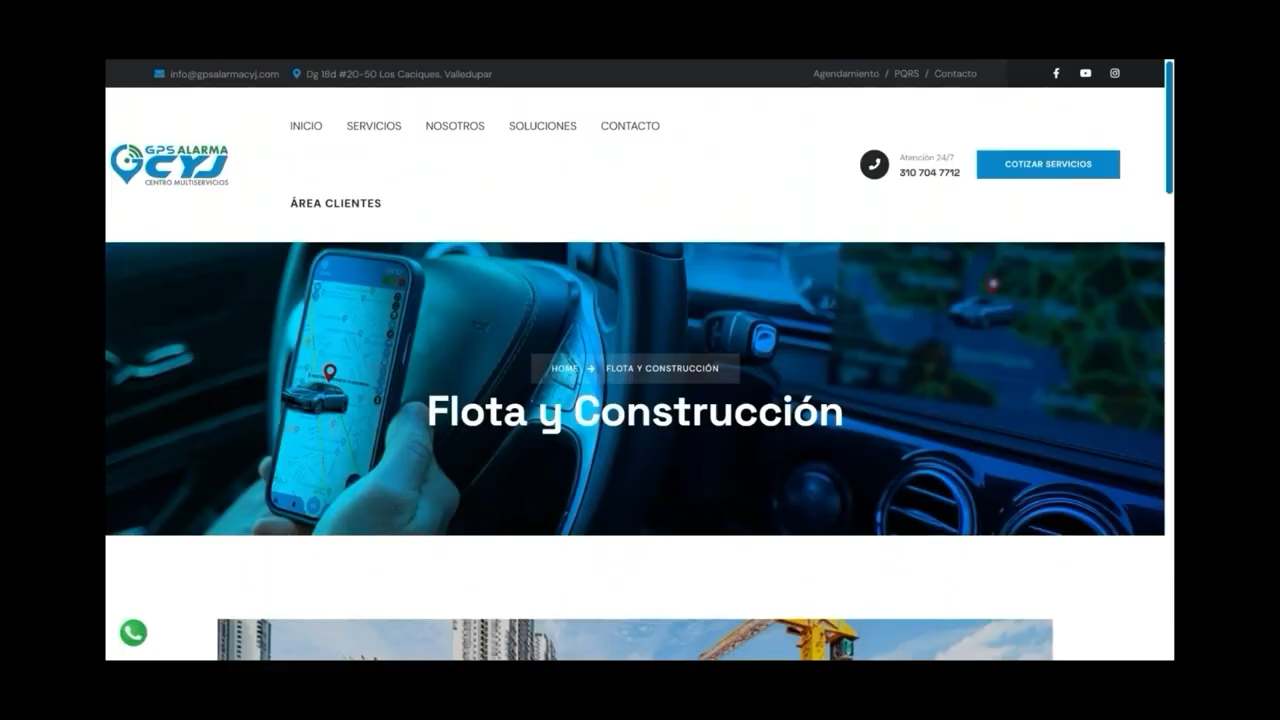 info@gpsalarmacyj.com Dg 18d #20-50 Los Caciques. Valledupar Agendamiento / PQRS / Contacto
INICIO SERVICIOS NOSOTROS SOLUCIONES CONTACTO
GPS ALARMA
CYJ
CENTRO MULTISERVICIOS
Atención 24/7
310 704 7712
COTIZAR SERVICIOS
ÁREA CLIENTES
HOME → FLOTA Y CONSTRUCCIÓN
Flota y Construcción